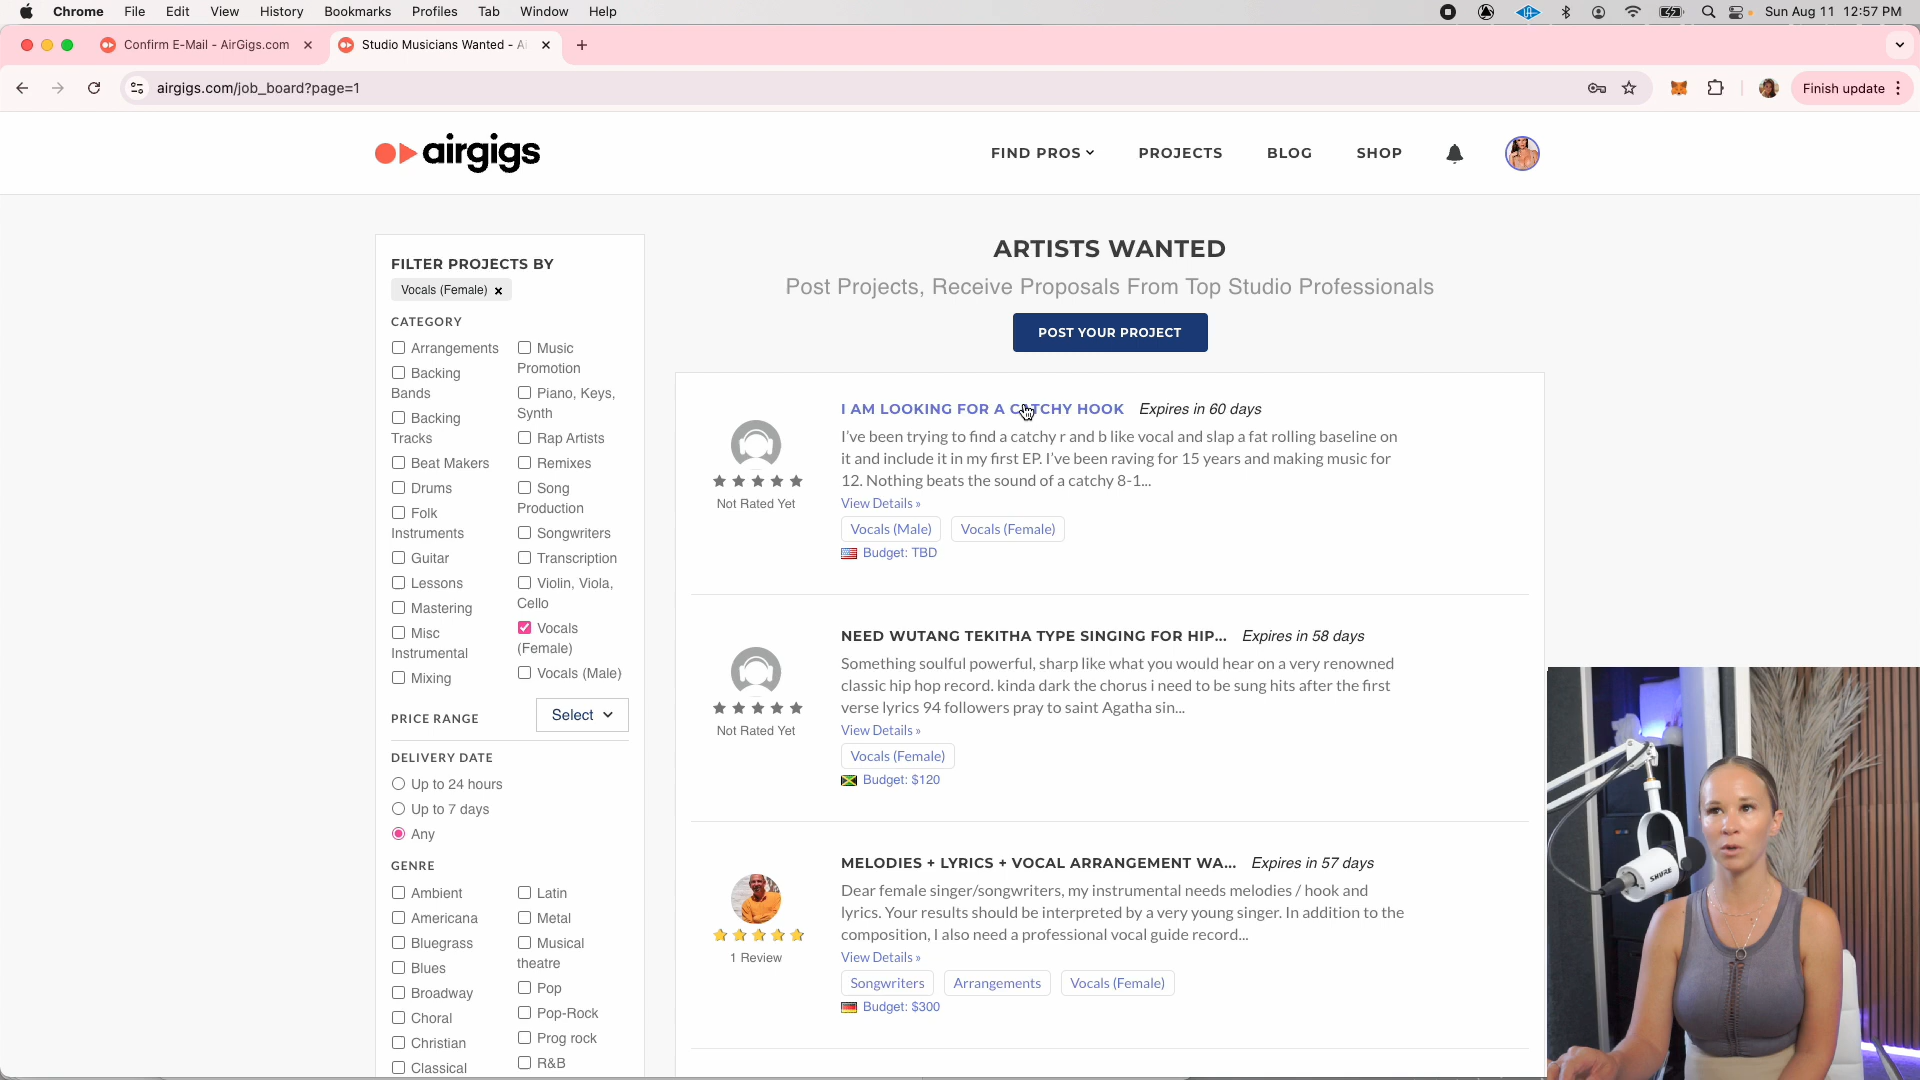 Chrome File Edit View History Bookmarks Profiles Tab Window Help
Sun Aug 11 12:57 PM
Confirm E-Mail - AirGigs.com
Studio Musicians Wanted - Ai
airgigs.com/job_board?page=1
Finish update
airgigs
FIND PROS
PROJECTS
BLOG
SHOP
FILTER PROJECTS BY
Vocals (Female) ×
CATEGORY
Arrangements
Backing
Bands
Backing
Tracks
Beat Makers
Drums
Folk
Instruments
Guitar
Lessons
Mastering
Misc
Instrumental
Mixing
Music
Promotion
Piano, Keys,
Synth
Rap Artists
Remixes
Song
Production
Songwriters
Transcription
Violin, Viola,
Cello
Vocals
(Female)
Vocals (Male)
PRICE RANGE
Select
DELIVERY DATE
Up to 24 hours
Up to 7 days
Any
GENRE
Ambient
Americana
Bluegrass
Blues
Broadway
Choral
Christian
Classical
Latin
Metal
Musical
theatre
Pop
Pop-Rock
Prog rock
R&B
ARTISTS WANTED
Post Projects, Receive Proposals From Top Studio Professionals
POST YOUR PROJECT
Not Rated Yet
I AM LOOKING FOR A CATCHY HOOK Expires in 60 days
I've been trying to find a catchy r and b like vocal and slap a fat rolling baseline on
it and include it in my first EP. I've been raving for 15 years and making music for
12. Nothing beats the sound of a catchy 8-1...
View Details »
Vocals (Male) Vocals (Female)
Budget: TBD
Not Rated Yet
NEED WUTANG TEKITHA TYPE SINGING FOR HIP... Expires in 58 days
Something soulful powerful, sharp like what you would hear on a very renowned
classic hip hop record. kinda dark the chorus i need to be sung hits after the first
verse lyrics 94 followers pray to saint Agatha sin...
View Details »
Vocals (Female)
Budget: $120
1 Review
MELODIES + LYRICS + VOCAL ARRANGEMENT WA... Expires in 57 days
Dear female singer/songwriters, my instrumental needs melodies / hook and
lyrics. Your results should be interpreted by a very young singer. In addition to the
composition, I also need a professional vocal guide record...
View Details »
Songwriters Arrangements Vocals (Female)
Budget: $300
SHURE